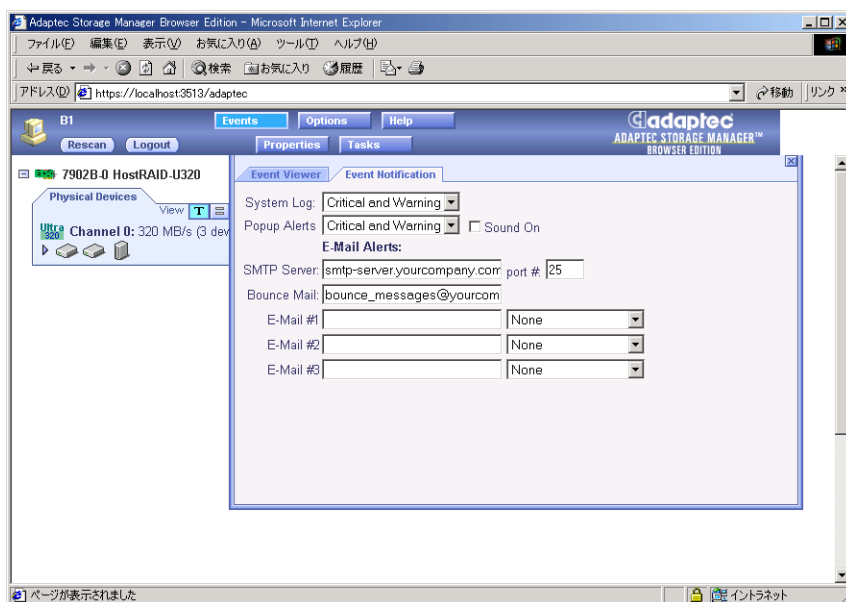 Adaptec Storage Manager Browser Edition - Microsoft Internet Explorer
ファイル(F) 編集(E) 表示(V) お気に入り(A) ツール(T) ヘルプ(H)
戻る 検索 お気に入り 履歴
アドレス(D) https://localhost:3513/adaptec 移動 リンク »
B1 Events Options Help adaptec
ADAPTEC STORAGE MANAGER™
BROWSER EDITION
Rescan Logout Properties Tasks
7902B-0 HostRAID-U320
Physical Devices
View T
Ultra 320 Channel 0: 320 MB/s (3 dev
Event Viewer Event Notification
System Log: Critical and Warning
Popup Alerts Critical and Warning Sound On
E-Mail Alerts:
SMTP Server: smtp-server.yourcompany.com port #: 25
Bounce Mail: bounce_messages@yourcom
E-Mail #1 None
E-Mail #2 None
E-Mail #3 None
ページが表示されました イントラネット